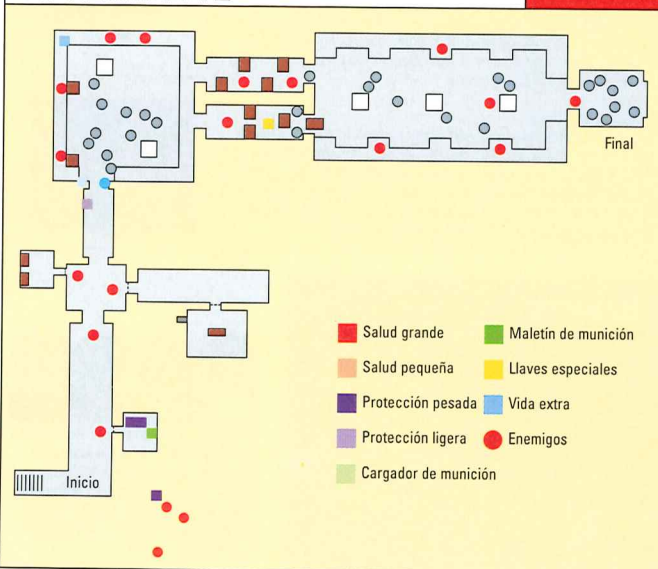 Final
Salud grande
Salud pequeña
Protección pesada
Protección ligera
Cargador de munición
Maletín de munición
Llaves especiales
Vida extra
Enemigos
Inicio